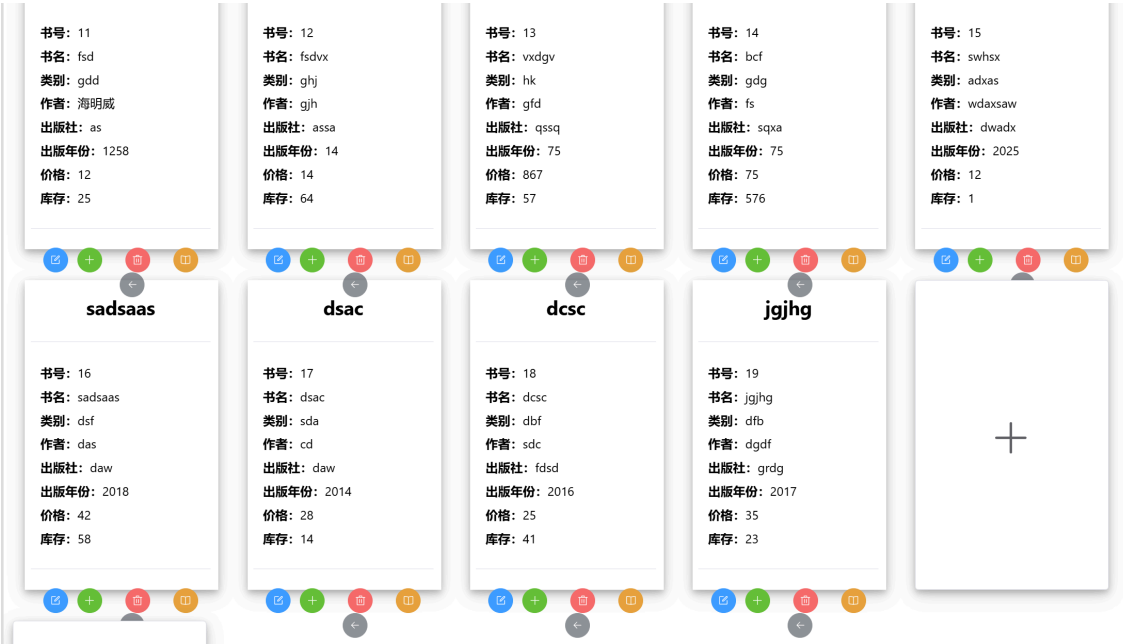 书号：11
书名：fsd
类别：gdd
作者：海明威
出版社：as
出版年份：1258
价格：12
库存：25
书号：12
书名：fsdvx
类别：ghj
作者：gjh
出版社：assa
出版年份：14
价格：14
库存：64
书号：13
书名：vxdgv
类别：hk
作者：gfd
出版社：qssq
出版年份：75
价格：867
库存：57
书号：14
书名：bcf
类别：gdg
作者：fs
出版社：sqxa
出版年份：75
价格：75
库存：576
书号：15
书名：swhsx
类别：adxas
作者：wdaxsaw
出版社：dwadx
出版年份：2025
价格：12
库存：1
sadsaas
书号：16
书名：sadsaas
类别：dsf
作者：das
出版社：daw
出版年份：2018
价格：42
库存：58
dsac
书号：17
书名：dsac
类别：sda
作者：cd
出版社：daw
出版年份：2014
价格：28
库存：14
dcsc
书号：18
书名：dcsc
类别：dbf
作者：sdc
出版社：fdsd
出版年份：2016
价格：25
库存：41
jgjhg
书号：19
书名：jgjhg
类别：dfb
作者：dgdf
出版社：grdg
出版年份：2017
价格：35
库存：23